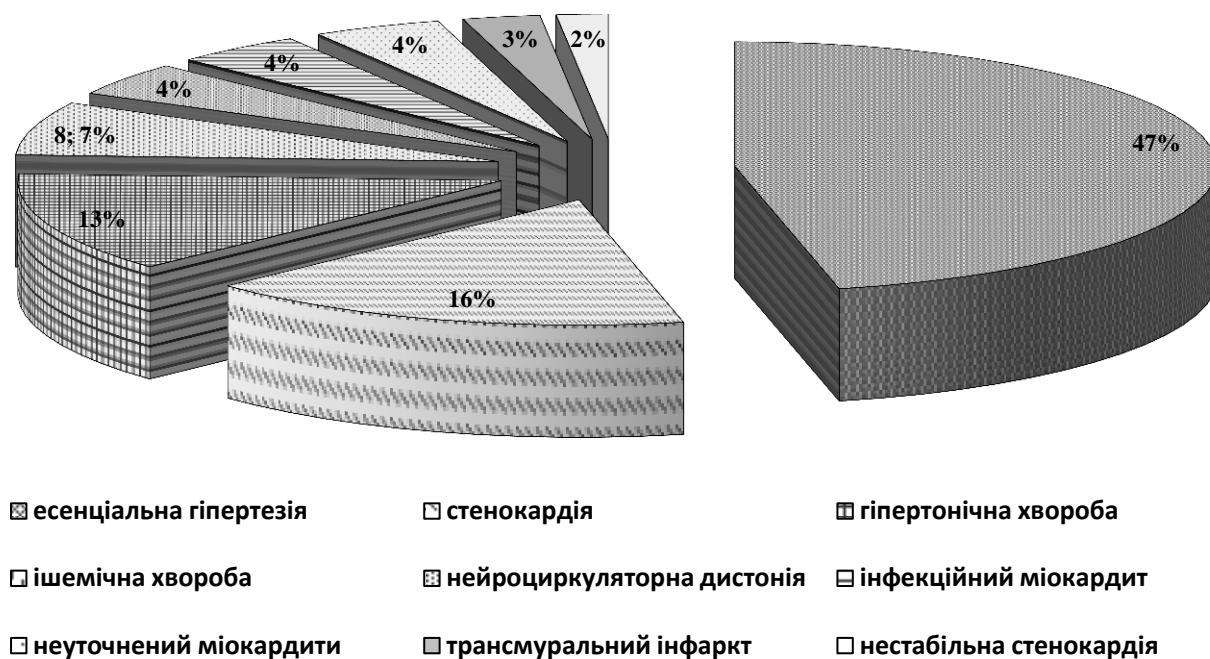 2%
3%
4%
4%
4%
8; 7%
47%
13%
16%
есенціальна гіпертезія
стенокардія
гіпертонічна хвороба
ішемічна хвороба
нейроциркуляторна дистонія
інфекційний міокардит
неуточнений міокардити
трансмуральний інфаркт
нестабільна стенокардія